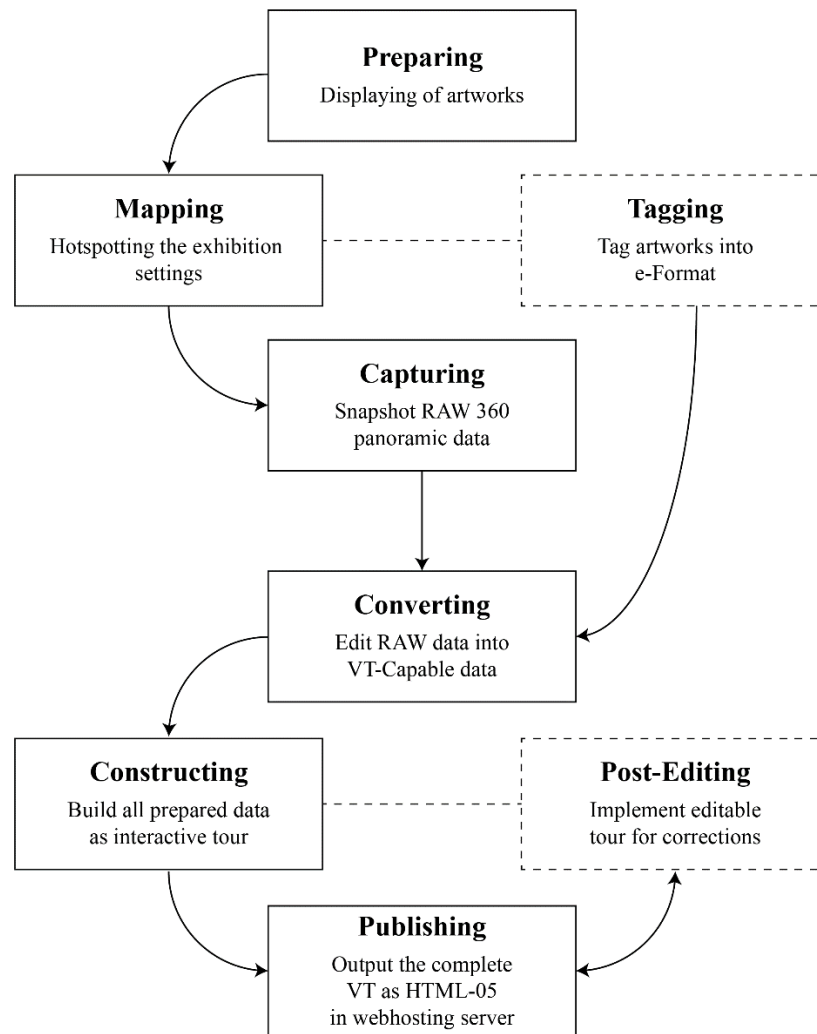 Preparing
Displaying of artworks
Mapping
Hotspotting the exhibition
settings
Tagging
Tag artworks into
e-Format
Capturing
Snapshot RAW 360
panoramic data
Converting
Edit RAW data into
VT-Capable data
Constructing
Build all prepared data
as interactive tour
Post-Editing
Implement editable
tour for corrections
Publishing
Output the complete
VT as HTML-05
in webhosting server